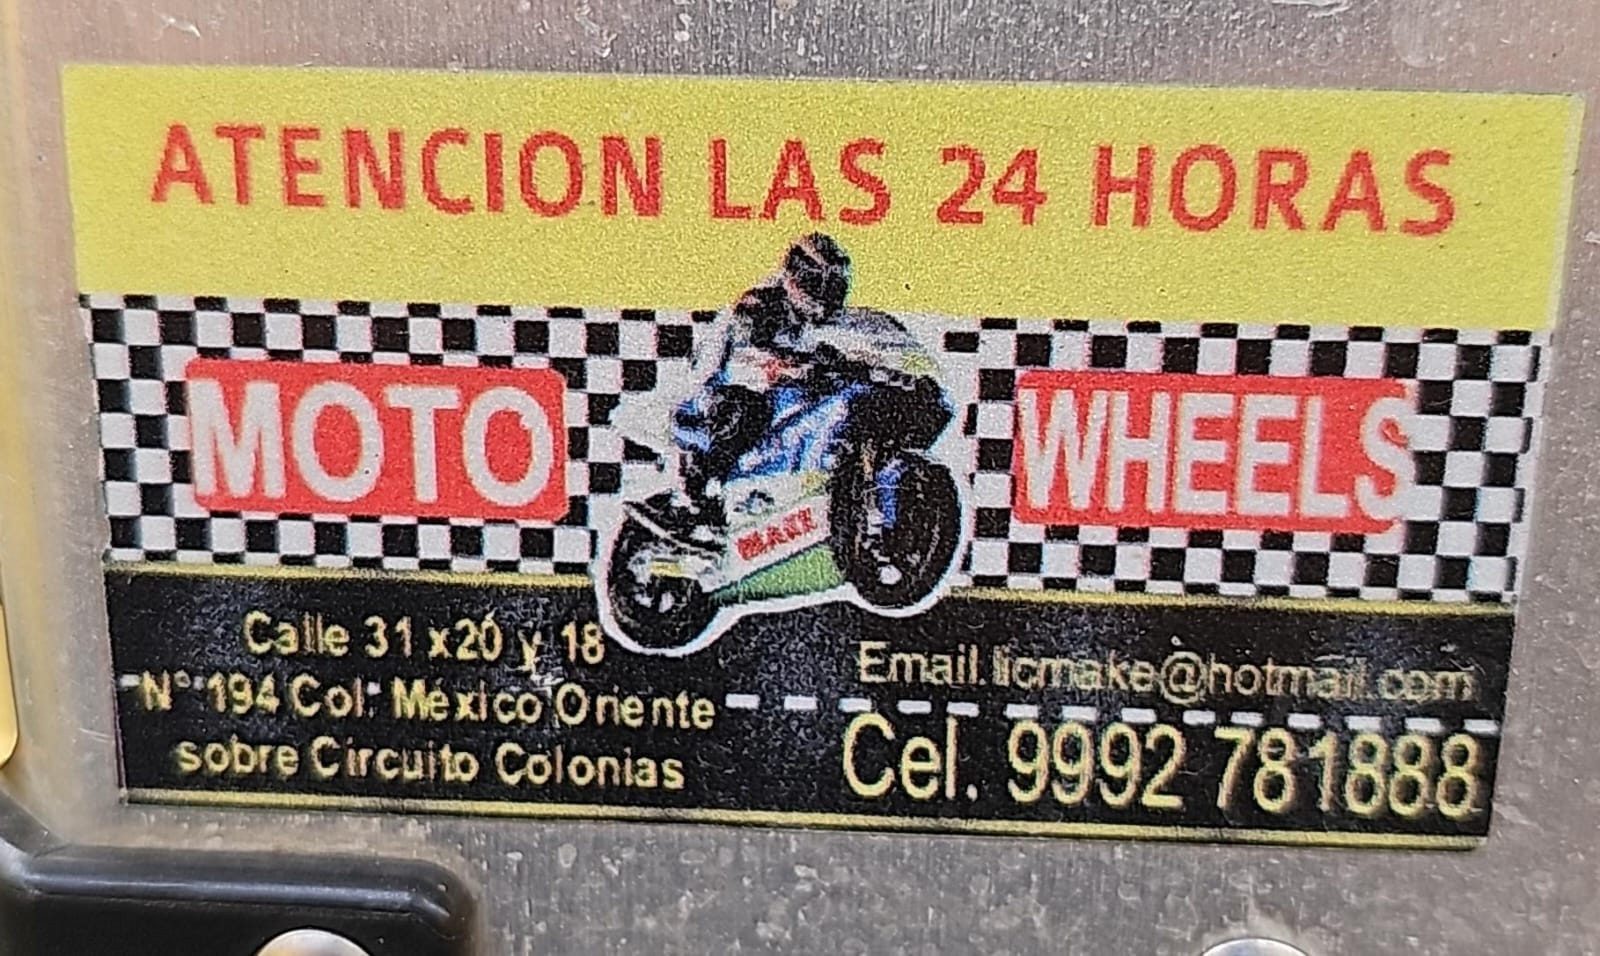 ATENCION LAS 24 HORAS
MOTO WHEELS
MAKE
Calle 31 x20 y 18
N° 194 Col. México Oriente
sobre Circuito Colonias
Email.licmake@hotmail.com
Cel. 9992 781888